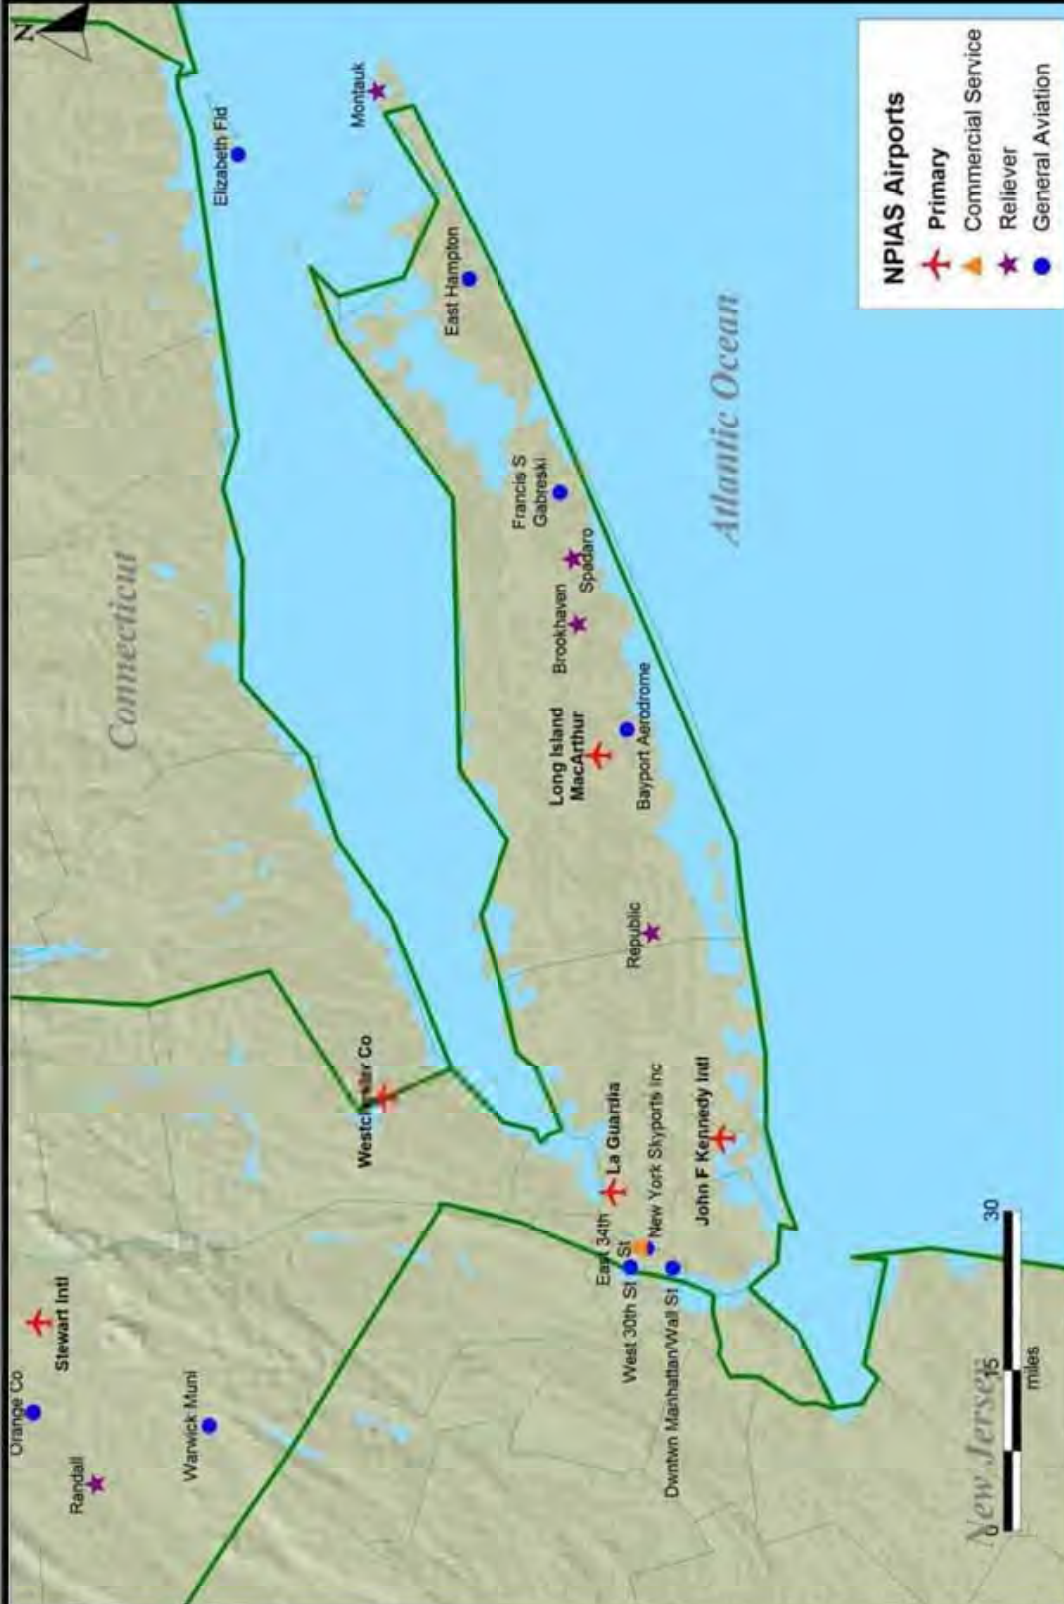 N
Orange Co
Stewart Intl
Randall
Warwick Muni
Connecticut
Elizabeth Fld
Montauk
Westchester Co
East Hampton
Francis S
Gabreski
Spadaro
Brookhaven
Long Island
MacArthur
Bayport Aerodrome
Republic
La Guardia
East 34th
St
New York Skyports Inc
West 30th St
Dwntwn Manhattan/Wall St
John F Kennedy Intl
Atlantic Ocean
New Jersey
0
15
30
miles
NPIAS Airports
Primary
Commercial Service
Reliever
General Aviation